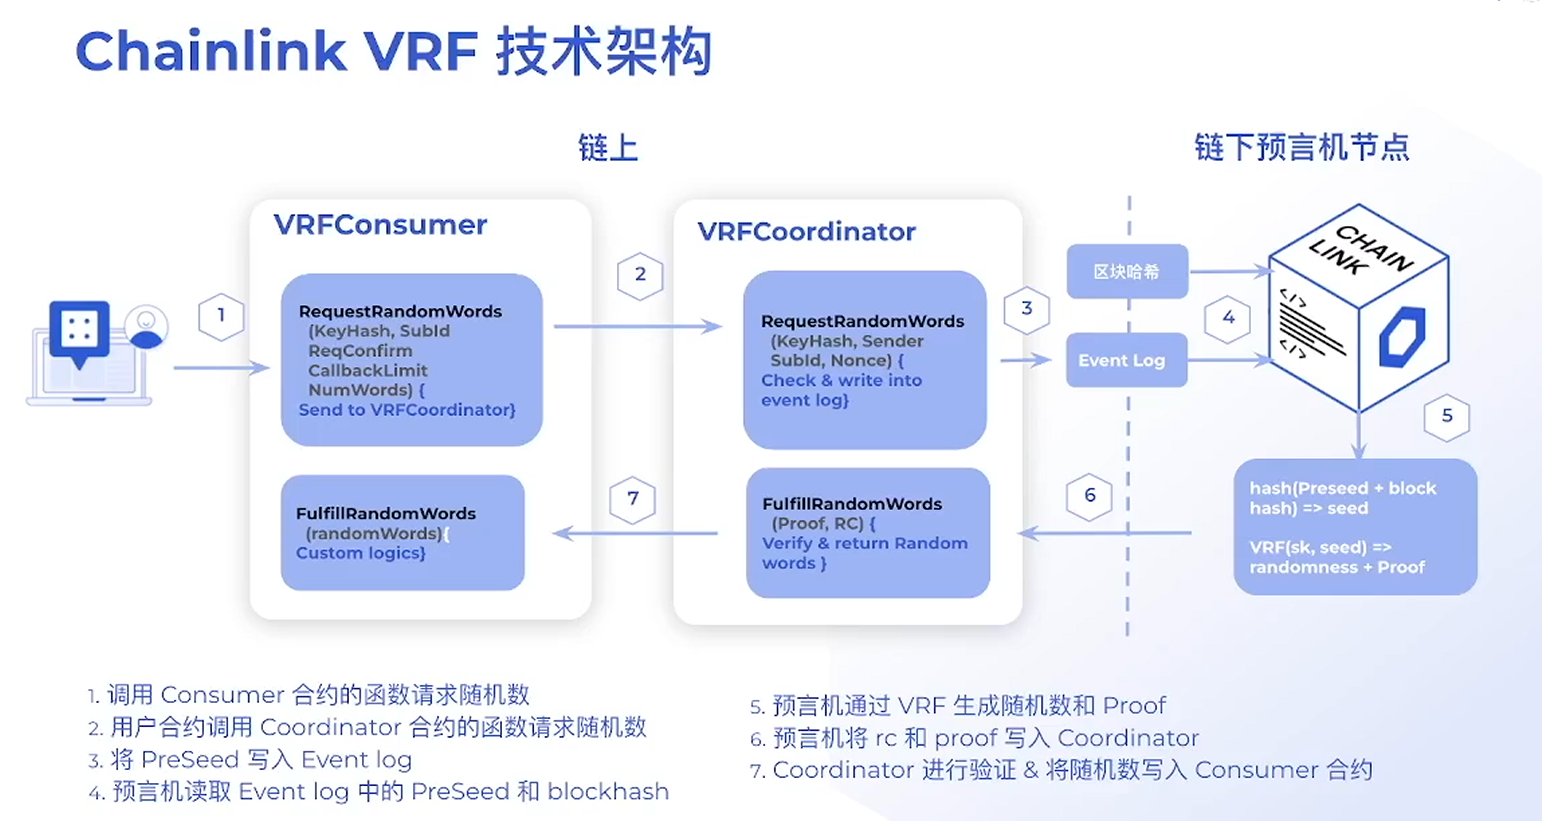 Chainlink VRF 技术架构
链上
链下预言机节点
VRFConsumer
VRFCoordinator
1
RequestRandomWords
(KeyHash, SubId
ReqConfirm
CallbackLimit
NumWords) {
Send to VRFCoordinator}
2
RequestRandomWords
(KeyHash, Sender
SubId, Nonce) {
Check & write into
event log}
3
区块哈希
Event Log
4
CHAIN
LINK
</>
</>
5
hash(Preseed + block
hash) => seed
VRF(sk, seed) =>
randomness + Proof
6
FulfillRandomWords
(Proof, RC) {
Verify & return Random
words }
7
FulfillRandomWords
(randomWords){
Custom logics}
1. 调用 Consumer 合约的函数请求随机数
2. 用户合约调用 Coordinator 合约的函数请求随机数
3. 将 PreSeed 写入 Event log
4. 预言机读取 Event log 中的 PreSeed 和 blockhash
5. 预言机通过 VRF 生成随机数和 Proof
6. 预言机将 rc 和 proof 写入 Coordinator
7. Coordinator 进行验证 & 将随机数写入 Consumer 合约